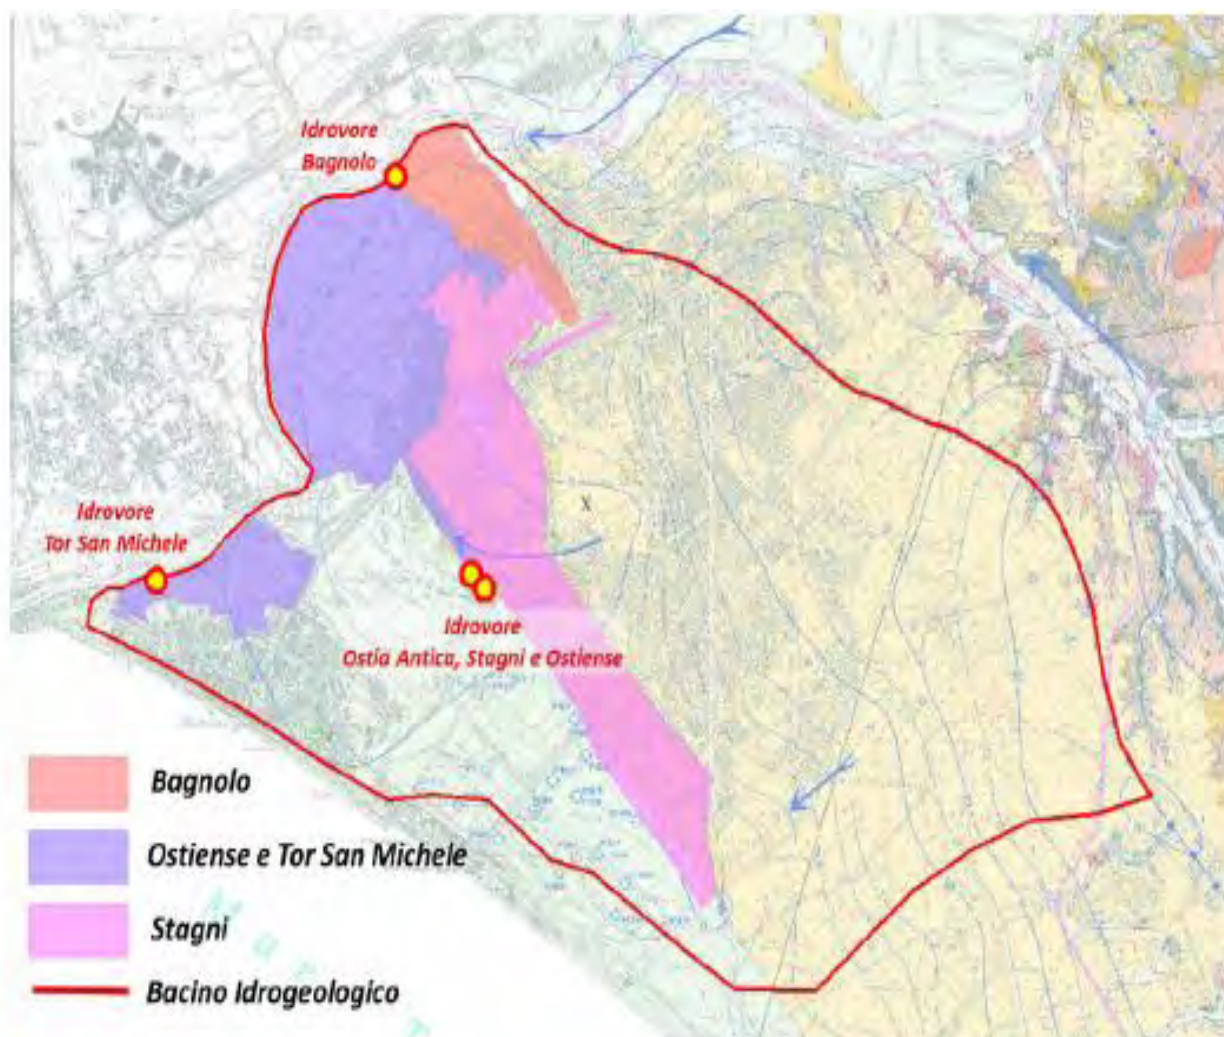 Idrovore
Bagnolo
Idrovore
Tor San Michele
Idrovore
Ostia Antica, Stagni e Ostiense
Bagnolo
Ostiense e Tor San Michele
Stagni
Bacino Idrogeologico